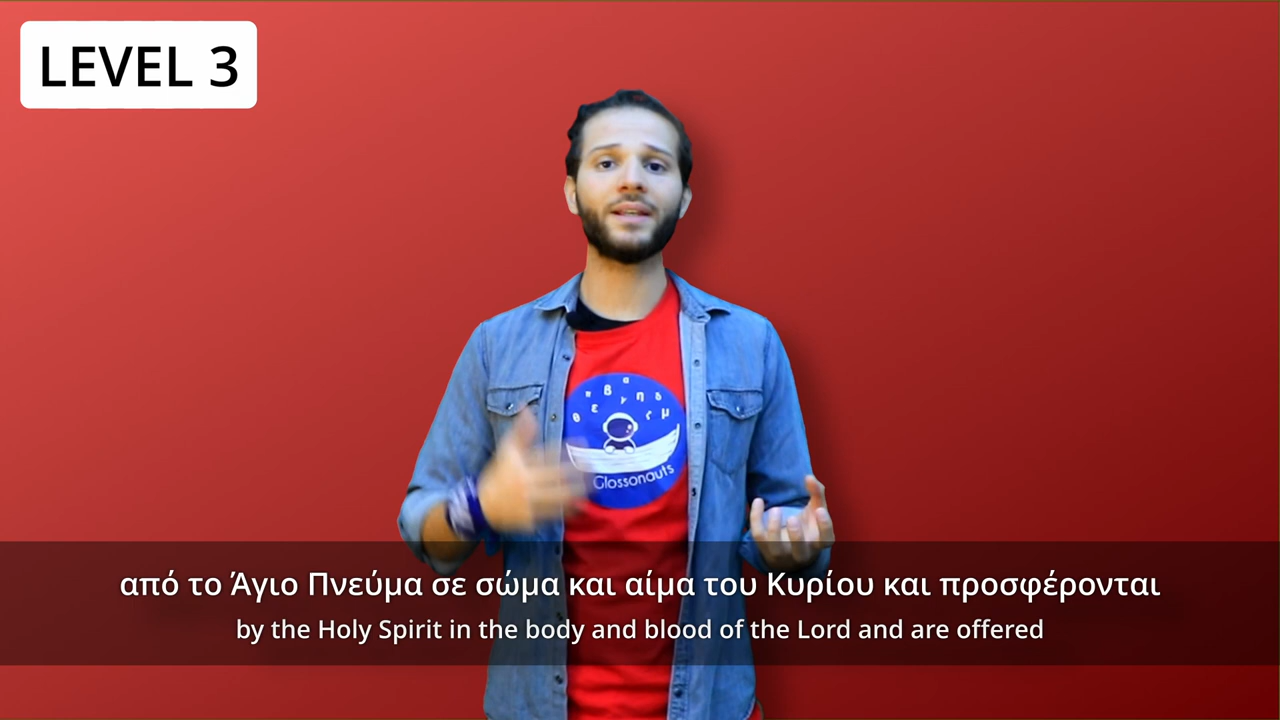 LEVEL 3
α
π β γ η δ
θ ε ζ μ
Glossonauts
από το Άγιο Πνεύμα σε σώμα και αίμα του Κυρίου και προσφέρονται
by the Holy Spirit in the body and blood of the Lord and are offered